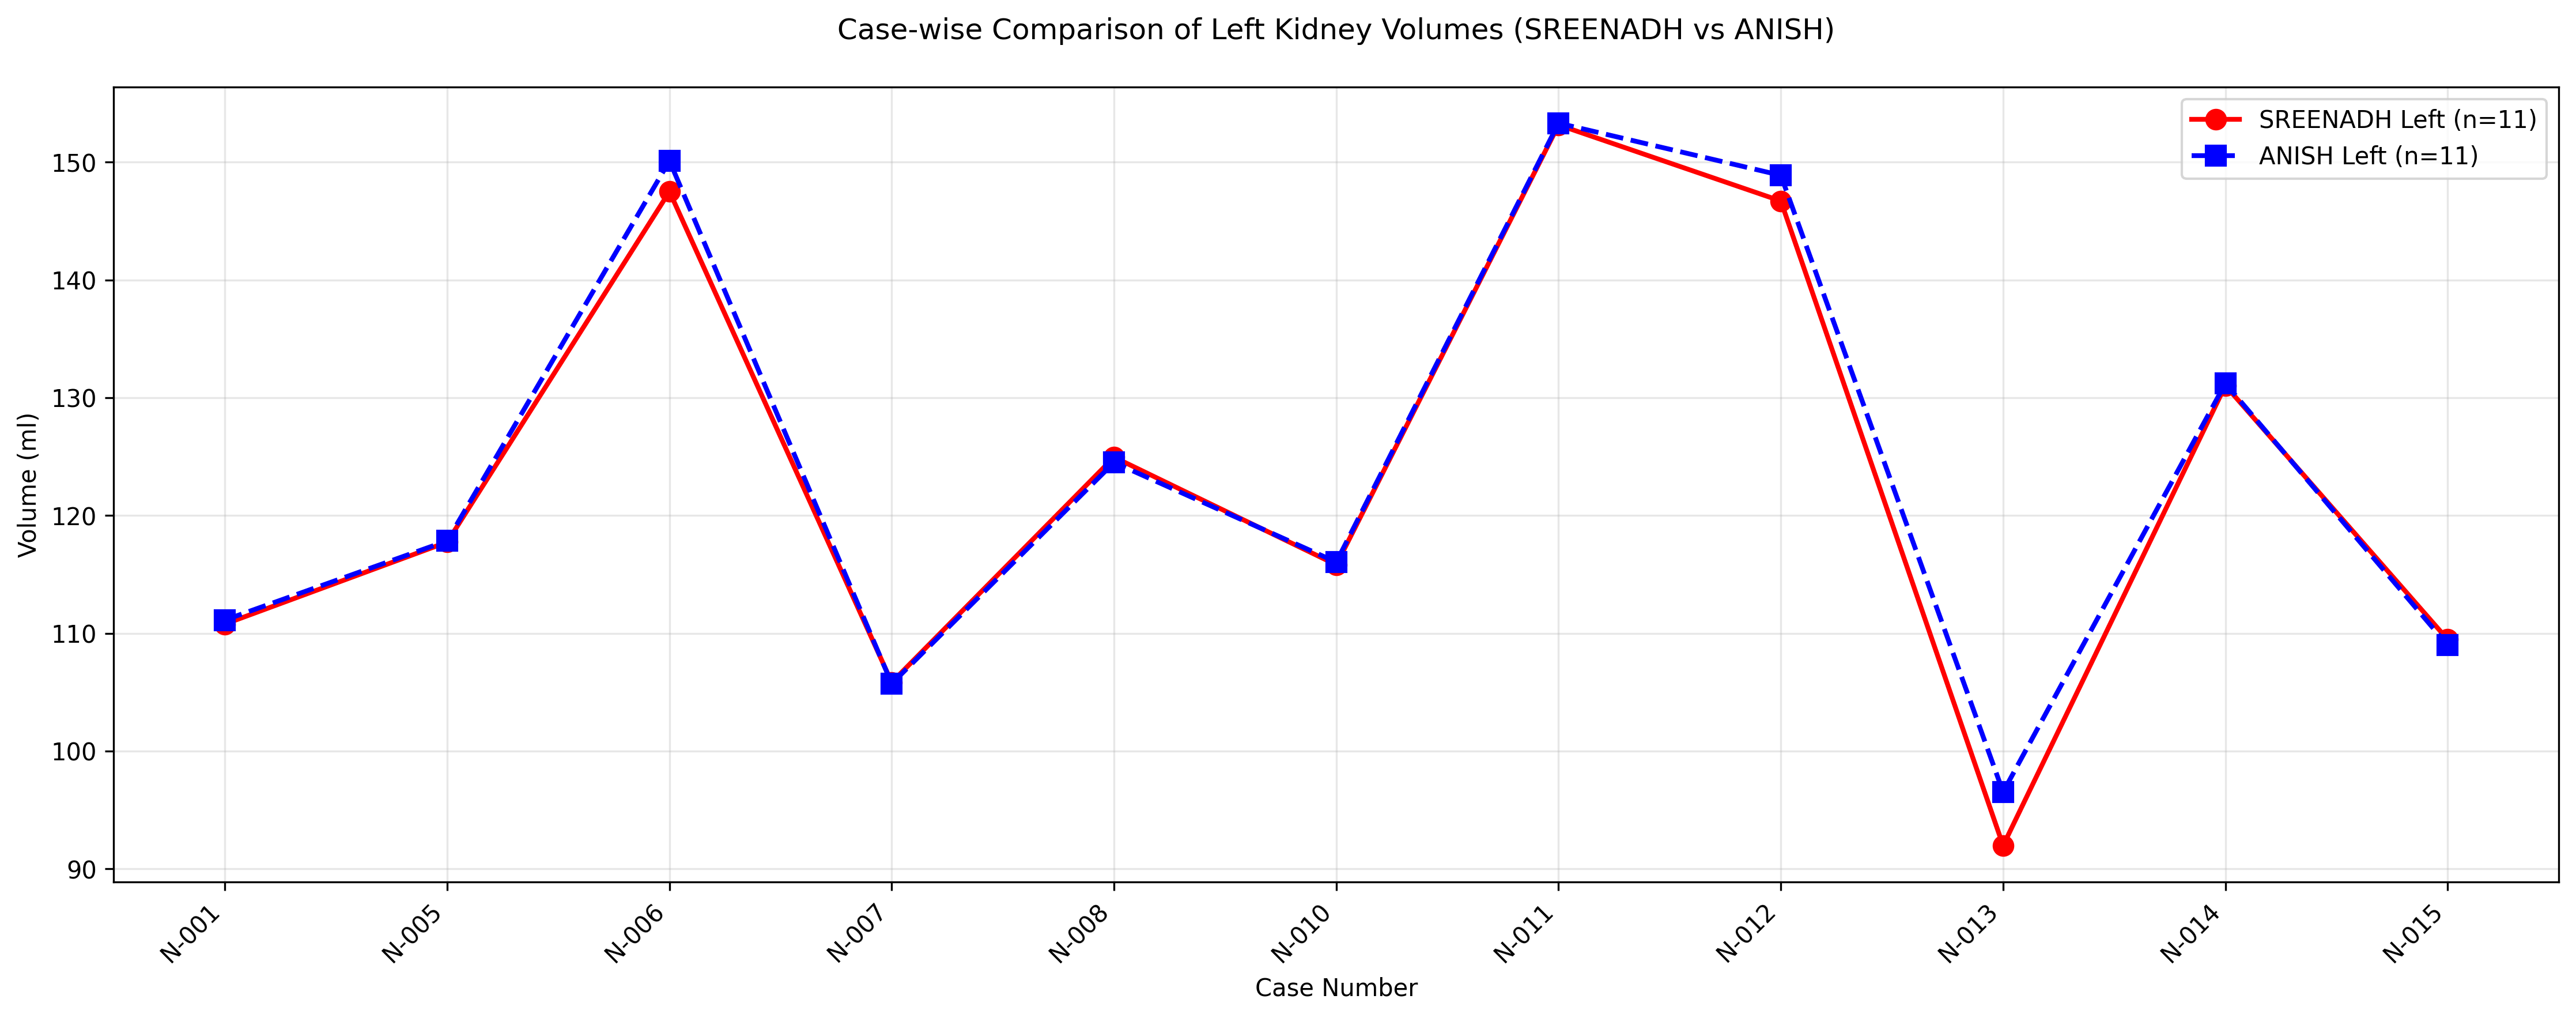 Case-wise Comparison of Left Kidney Volumes (SREENADH vs ANISH)
SREENADH Left (n=11)
ANISH Left (n=11)
Volume (ml)
150
140
130
120
110
100
90
N-001
N-005
N-006
N-007
N-008
N-010
N-011
N-012
N-013
N-014
N-015
Case Number